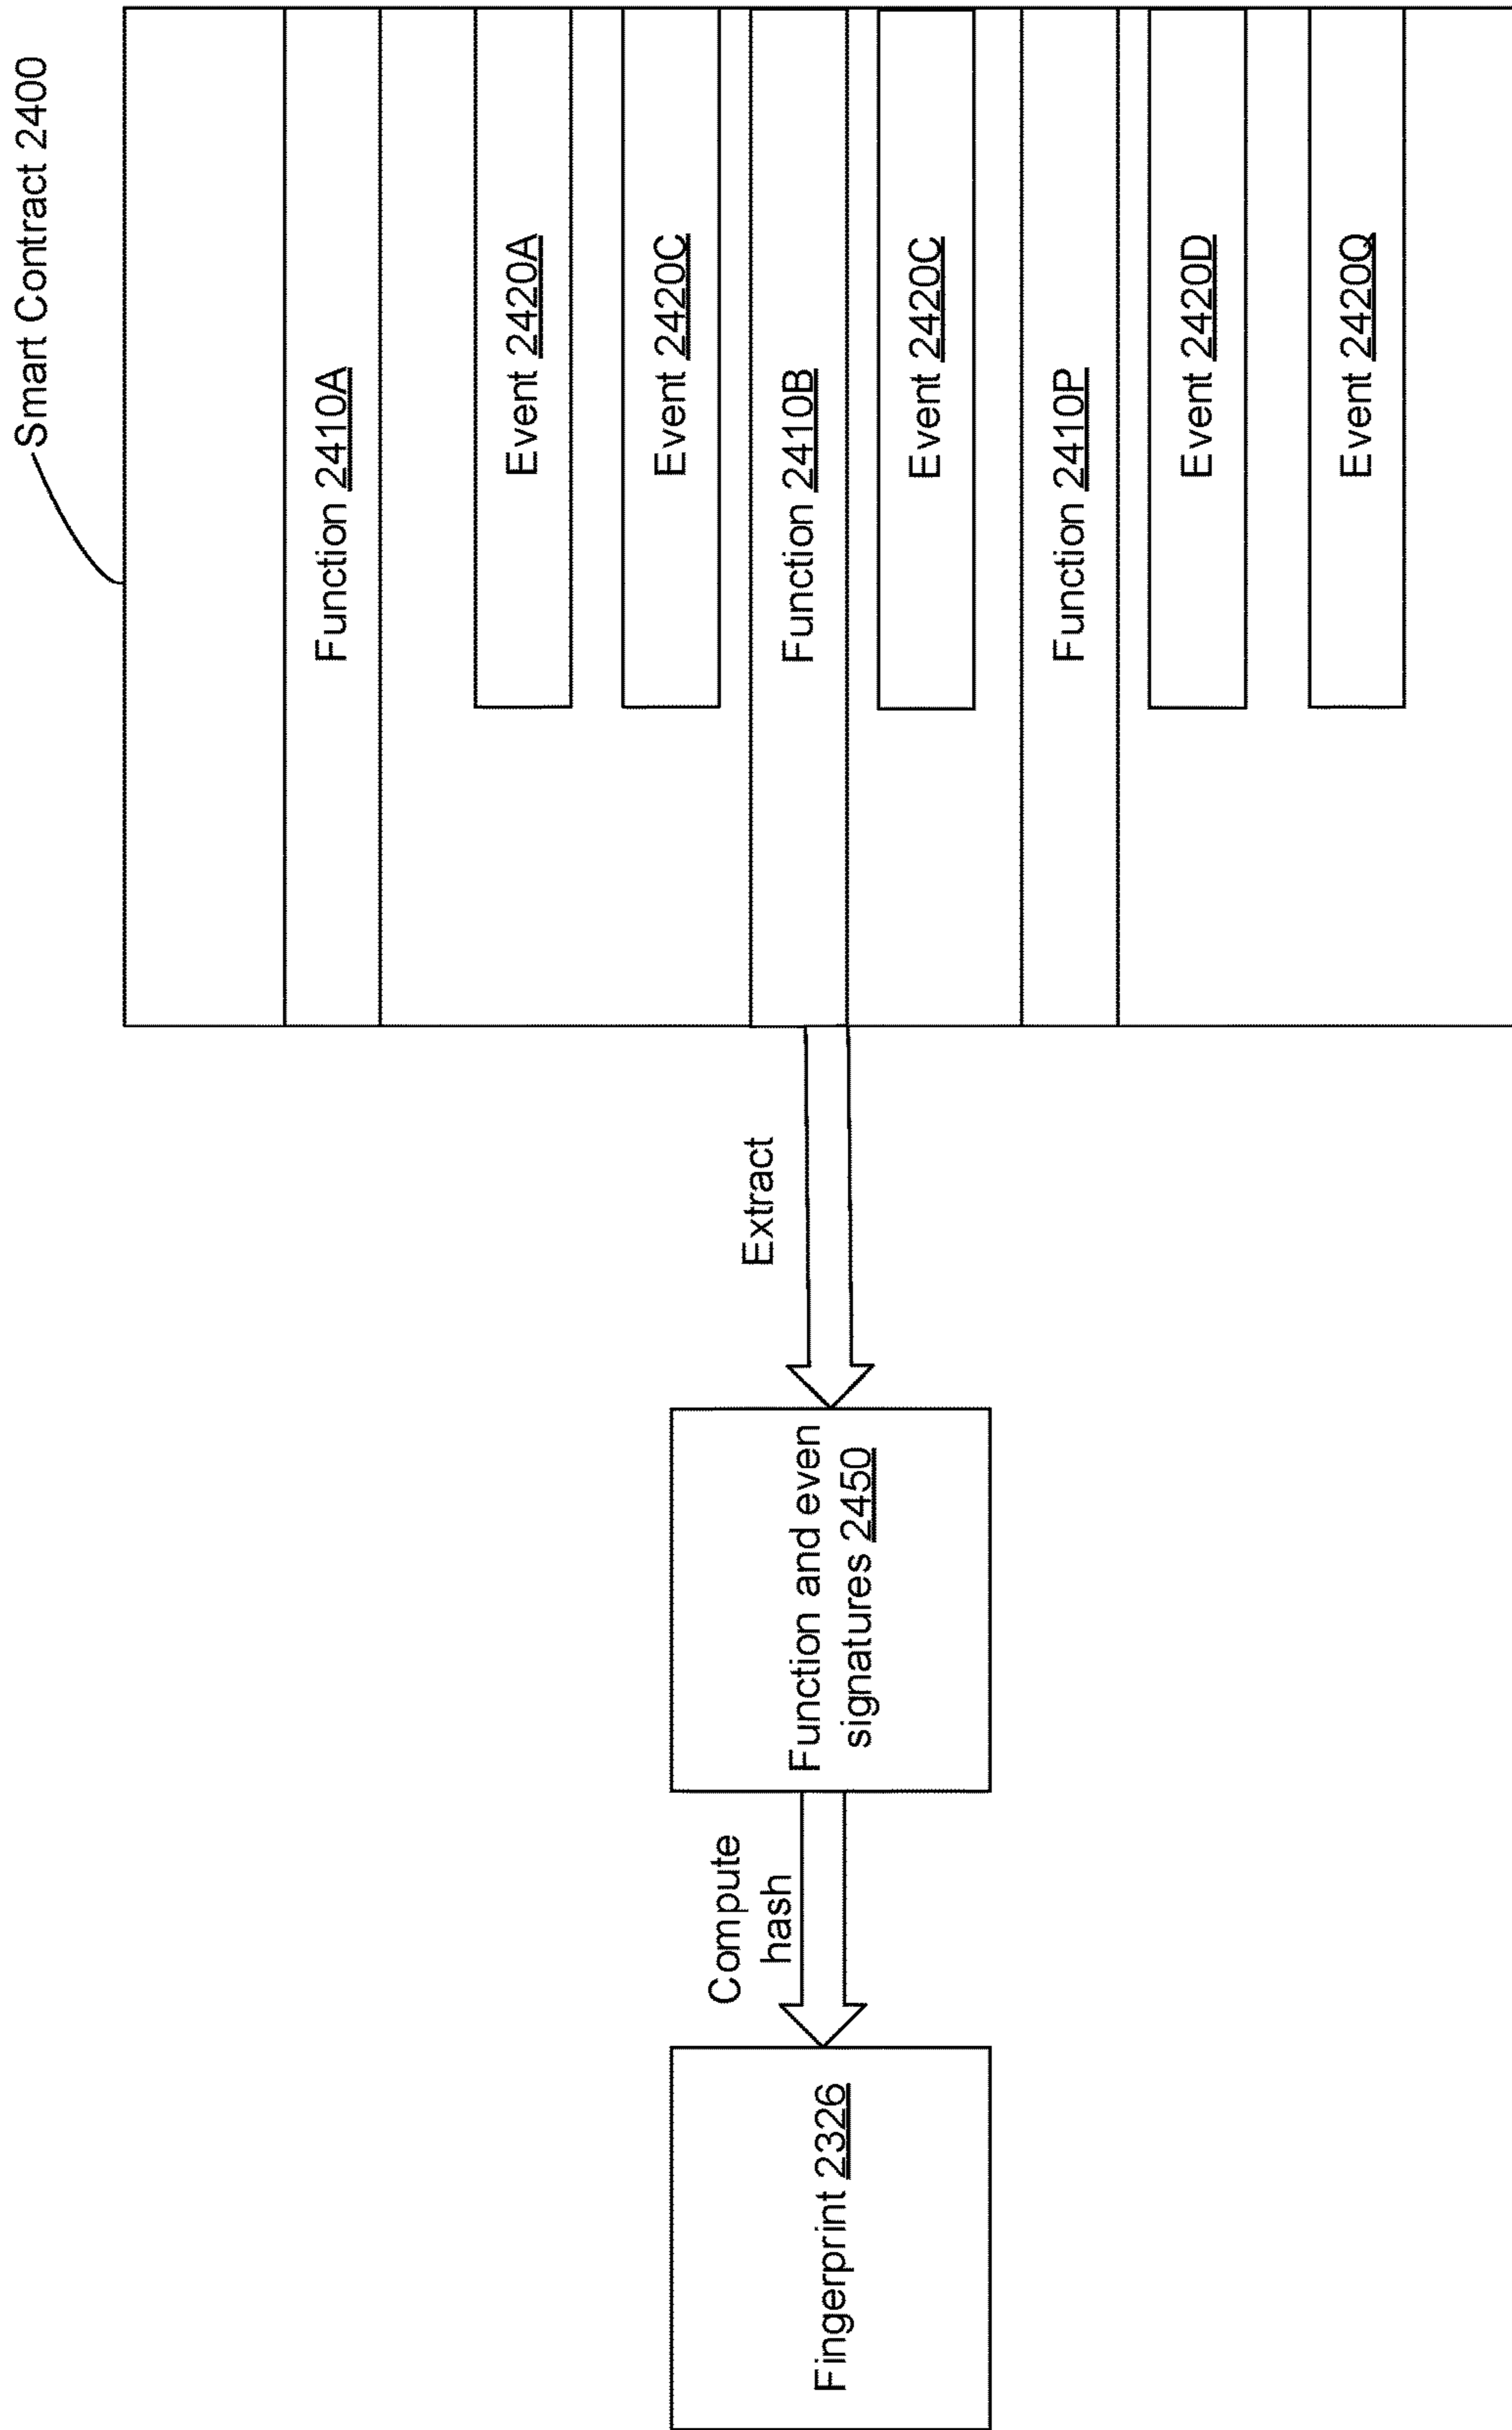 Smart Contract 2400
Function 2410A
Event 2420A
Event 2420C
Function 2410B
Event 2420C
Function 2410P
Event 2420D
Event 2420Q
Extract
Function and even
signatures 2450
Compute
hash
Fingerprint 2326